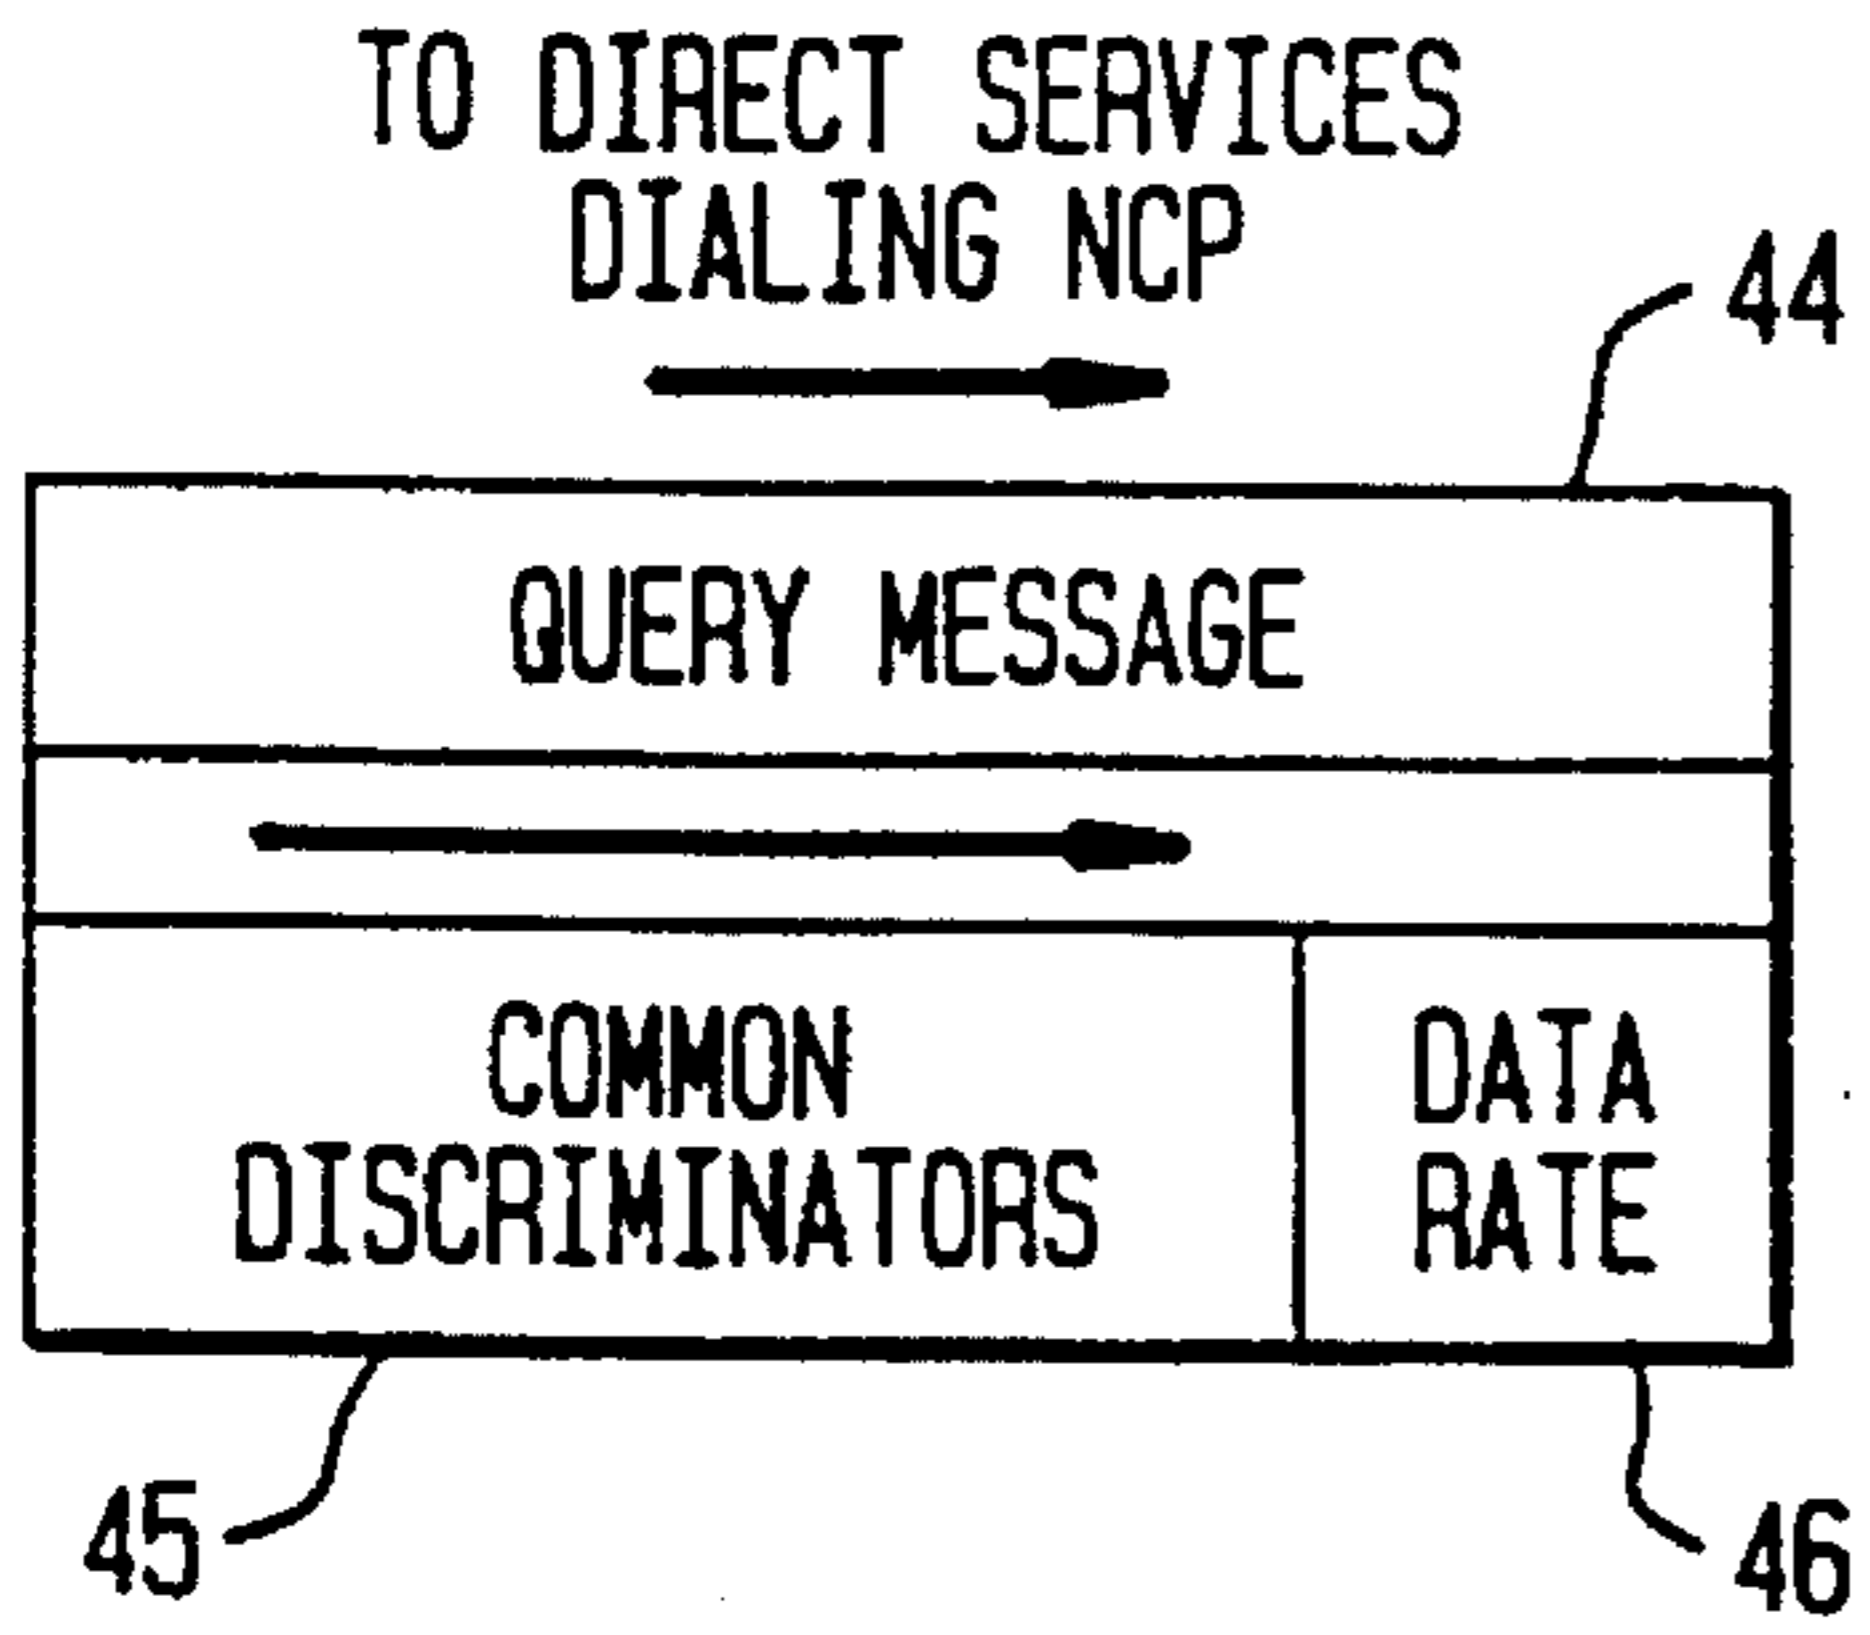 TO DIRECT SERVICES
DIALING NCP
44
QUERY MESSAGE
COMMON
DISCRIMINATORS
DATA
RATE
45
46